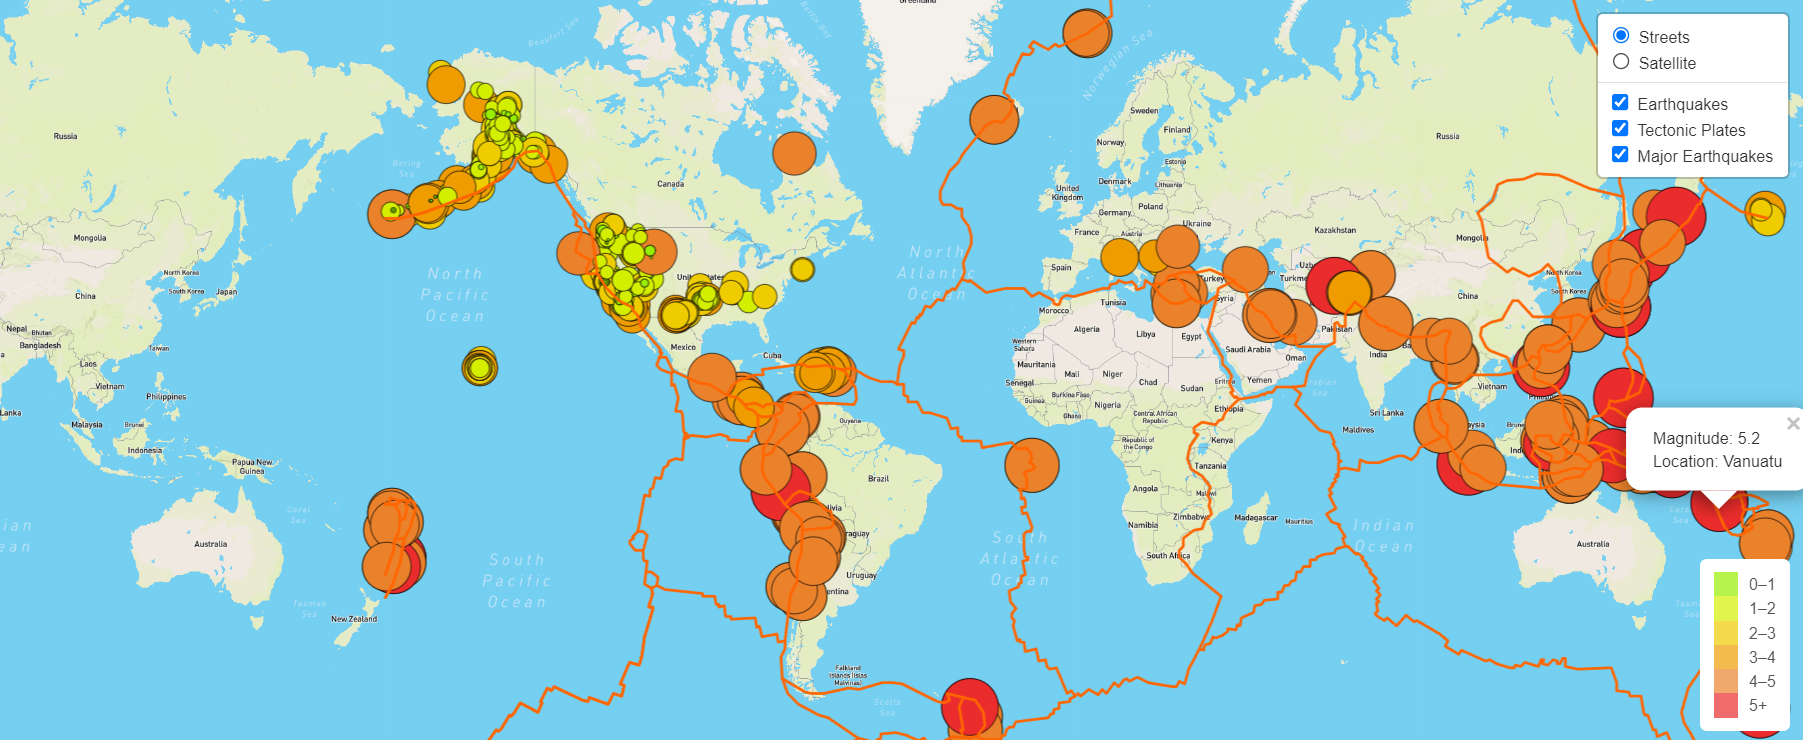 Greenland
Beaufort Sea
Baffin Bay
Norwegian Sea
Streets
Satellite
Earthquakes
Tectonic Plates
Major Earthquakes
Russia
Bering
Sea
Canada
Sweden
Finland
Norway
Estonia
Russia
United
Kingdom
Denmark
Lithuania
Germany
Poland
Ukraine
France
Austria
Kazakhstan
Mongolia
Mongolia
North Korea
South Korea
Japan
China
North
Pacific
Ocean
North
Atlantic
Ocean
Spain
Turkey
Syria
Turkme
North Korea
South Korea
China
Nepal
Bhutan
Bangladesh
Taiwan
Laos
Vietnam
Philippines
Lanka
Malaysia
Brunei
Indonesia
Papua New
Guinea
Mexico
Cuba
Guyana
Brazil
Morocco
Tunisia
Algeria
Libya
Egypt
Western
Sahara
Mauritania
Mali
Niger
Chad
Sudan
Eritrea
Yemen
Saudi Arabia
Oman
Pakistan
India
Senegal
Guinea
Burkina Faso
Ghana
Nigeria
Central African
Republic
Ethiopia
Republic of
the Congo
Kenya
Tanzania
Angola
Malawi
Zimbabwe
Namibia
Madagascar
Mauritius
South Africa
Maldives
Sri Lanka
Vietnam
Magnitude: 5.2
Location: Vanuatu
×
Coral
Sea
Australia
Tasman
Sea
New Zealand
South
Pacific
Ocean
South
Atlantic
Ocean
Indian
Ocean
Uruguay
Falkland
Islands (Islas
Malvinas)
Scotia
Sea
Australia
0–1
1–2
2–3
3–4
4–5
5+